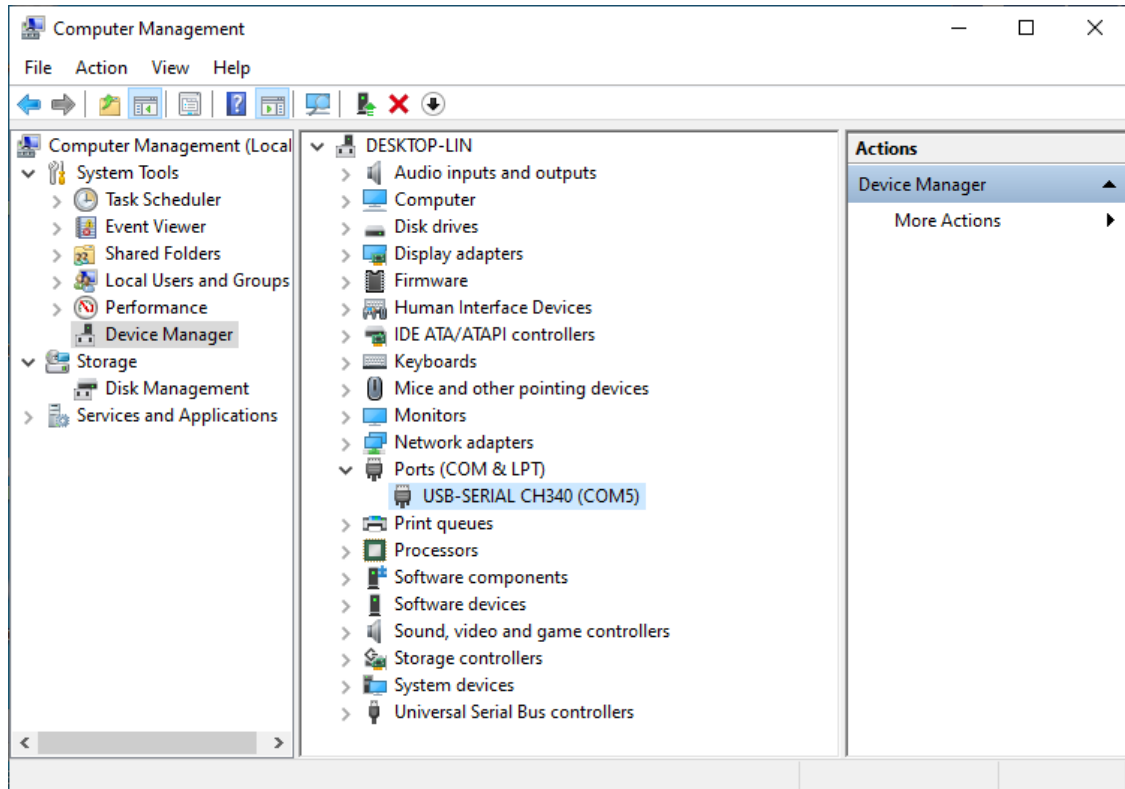 Computer Management
File Action View Help
Computer Management (Local
System Tools
Task Scheduler
Event Viewer
Shared Folders
Local Users and Groups
Performance
Device Manager
Storage
Disk Management
Services and Applications
DESKTOP-LIN
Audio inputs and outputs
Computer
Disk drives
Display adapters
Firmware
Human Interface Devices
IDE ATA/ATAPI controllers
Keyboards
Mice and other pointing devices
Monitors
Network adapters
Ports (COM & LPT)
USB-SERIAL CH340 (COM5)
Print queues
Processors
Software components
Software devices
Sound, video and game controllers
Storage controllers
System devices
Universal Serial Bus controllers
Actions
Device Manager
More Actions